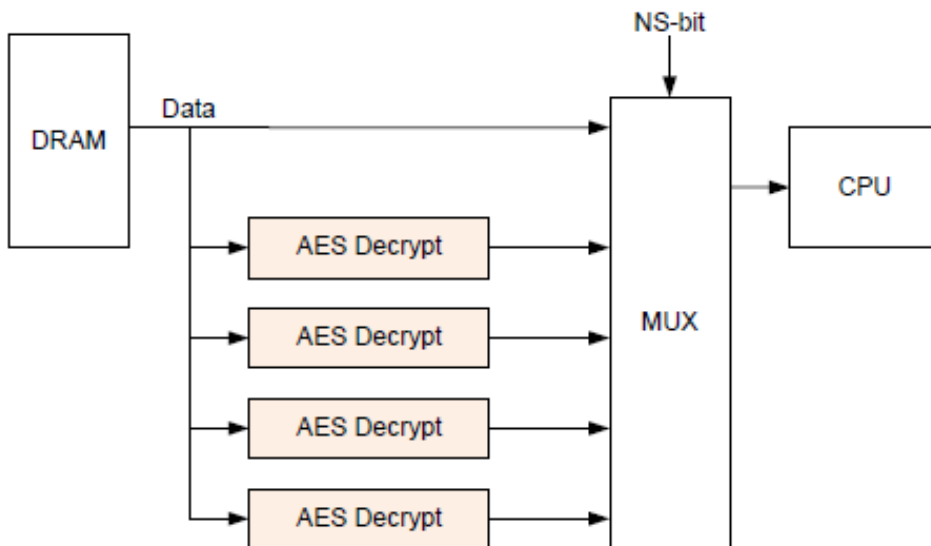 NS-bit
Data
DRAM
CPU
AES Decrypt
AES Decrypt
MUX
AES Decrypt
AES Decrypt